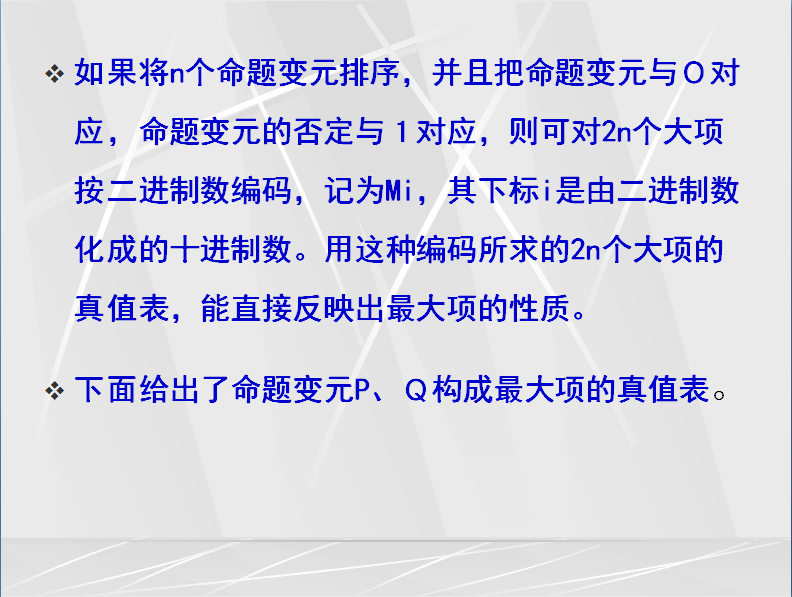 如果将n个命题变元排序，并且把命题变元与０对
应，命题变元的否定与１对应，则可对2n个大项
按二进制数编码，记为Mi，其下标i是由二进制数
化成的十进制数。用这种编码所求的2n个大项的
真值表，能直接反映出最大项的性质。
下面给出了命题变元P、Ｑ构成最大项的真值表。